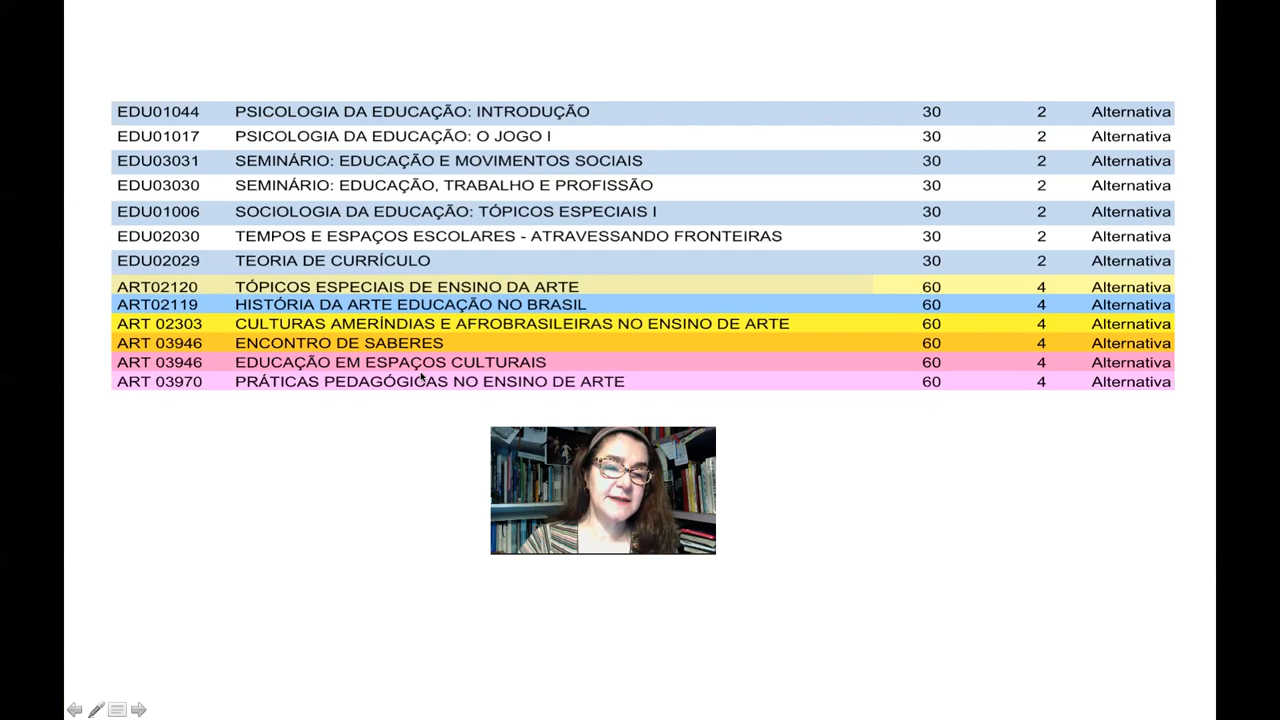 EDU01044 PSICOLOGIA DA EDUCAÇÃO: INTRODUÇÃO 30 2 Alternativa
EDU01017 PSICOLOGIA DA EDUCAÇÃO: O JOGO I 30 2 Alternativa
EDU03031 SEMINÁRIO: EDUCAÇÃO E MOVIMENTOS SOCIAIS 30 2 Alternativa
EDU03030 SEMINÁRIO: EDUCAÇÃO, TRABALHO E PROFISSÃO 30 2 Alternativa
EDU01006 SOCIOLOGIA DA EDUCAÇÃO: TÓPICOS ESPECIAIS I 30 2 Alternativa
EDU02030 TEMPOS E ESPAÇOS ESCOLARES - ATRAVESSANDO FRONTEIRAS 30 2 Alternativa
EDU02029 TEORIA DE CURRÍCULO 30 2 Alternativa
ART02120 TÓPICOS ESPECIAIS DE ENSINO DA ARTE 60 4 Alternativa
ART02119 HISTÓRIA DA ARTE EDUCAÇÃO NO BRASIL 60 4 Alternativa
ART 02303 CULTURAS AMERÍNDIAS E AFROBRASILEIRAS NO ENSINO DE ARTE 60 4 Alternativa
ART 03946 ENCONTRO DE SABERES 60 4 Alternativa
ART 03946 EDUCAÇÃO EM ESPAÇOS CULTURAIS 60 4 Alternativa
ART 03970 PRÁTICAS PEDAGÓGICAS NO ENSINO DE ARTE 60 4 Alternativa